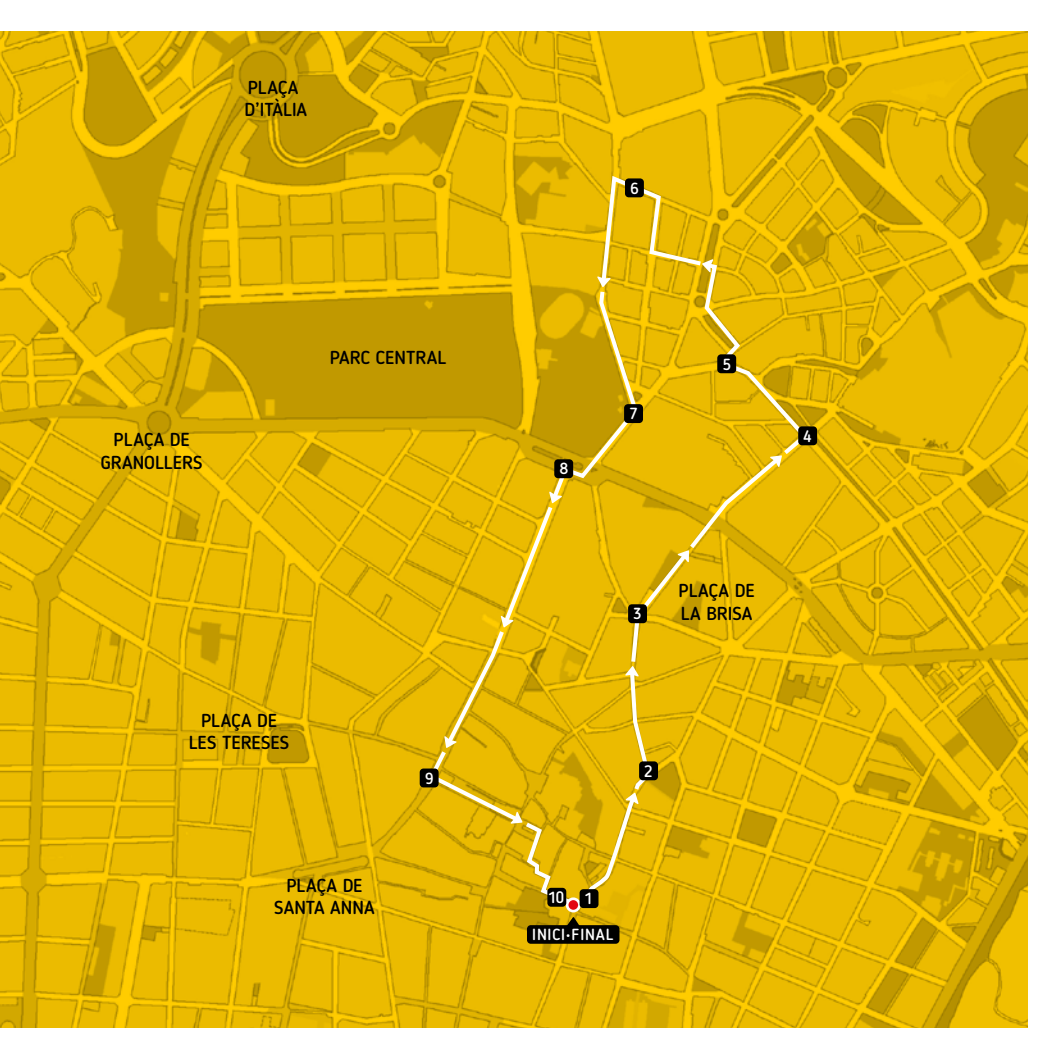 PLAÇA
D'ITÀLIA
6
PARC CENTRAL
5
7
4
PLAÇA DE
GRANOLLERS
8
PLAÇA DE
LA BRISA
3
PLAÇA DE
LES TERESES
2
9
PLAÇA DE
SANTA ANNA
10
1
INICI·FINAL